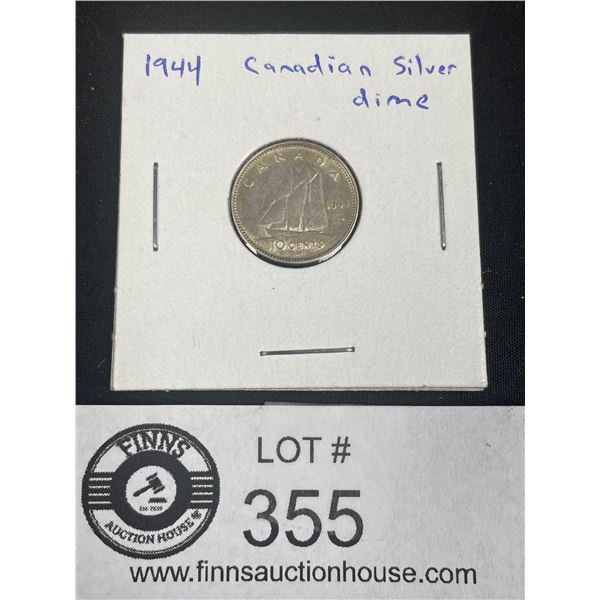 1944 Canadian Silver
dime
CANADA
10 CENTS
FINNS
AUCTION HOUSE
LOT #
355
www.finnsauctionhouse.com